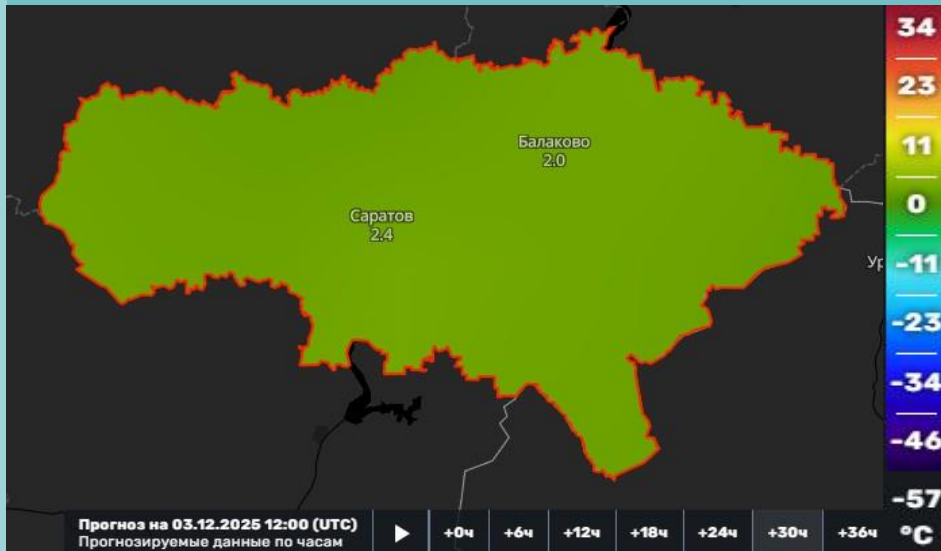 34
23
11
0
-11
-23
-34
-46
-57
°C
Балаково
2.0
Саратов
2.4
Ур
Прогноз на 03.12.2025 12:00 (UTC)
Прогнозируемые данные по часам
+0ч +6ч +12ч +18ч +24ч +30ч +36ч